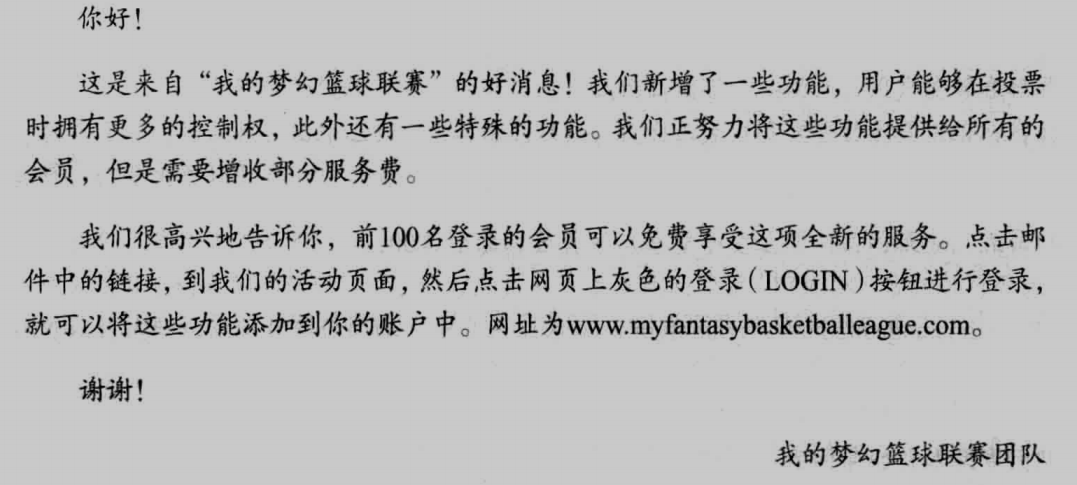 你好！
这是来自“我的梦幻篮球联赛”的好消息！我们新增了一些功能，用户能够在投票
时拥有更多的控制权，此外还有一些特殊的功能。我们正努力将这些功能提供给所有的
会员，但是需要增收部分服务费。
我们很高兴地告诉你，前100名登录的会员可以免费享受这项全新的服务。点击邮
件中的链接，到我们的活动页面，然后点击网页上灰色的登录（LOGIN）按钮进行登录，
就可以将这些功能添加到你的账户中。网址为www.myfantasybasketballeague.com。
谢谢！
我的梦幻篮球联赛团队